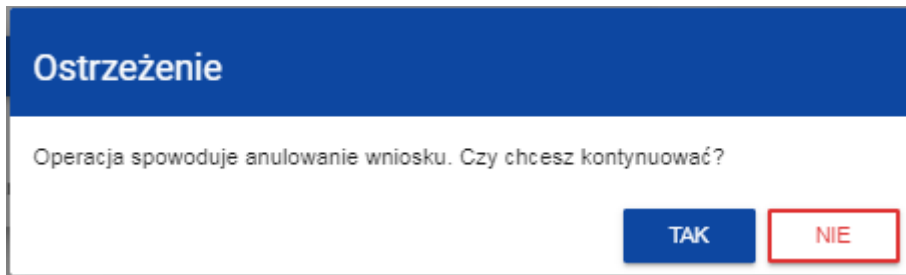 Ostrzeżenie
Operacja spowoduje anulowanie wniosku. Czy chcesz kontynuować?
TAK NIE